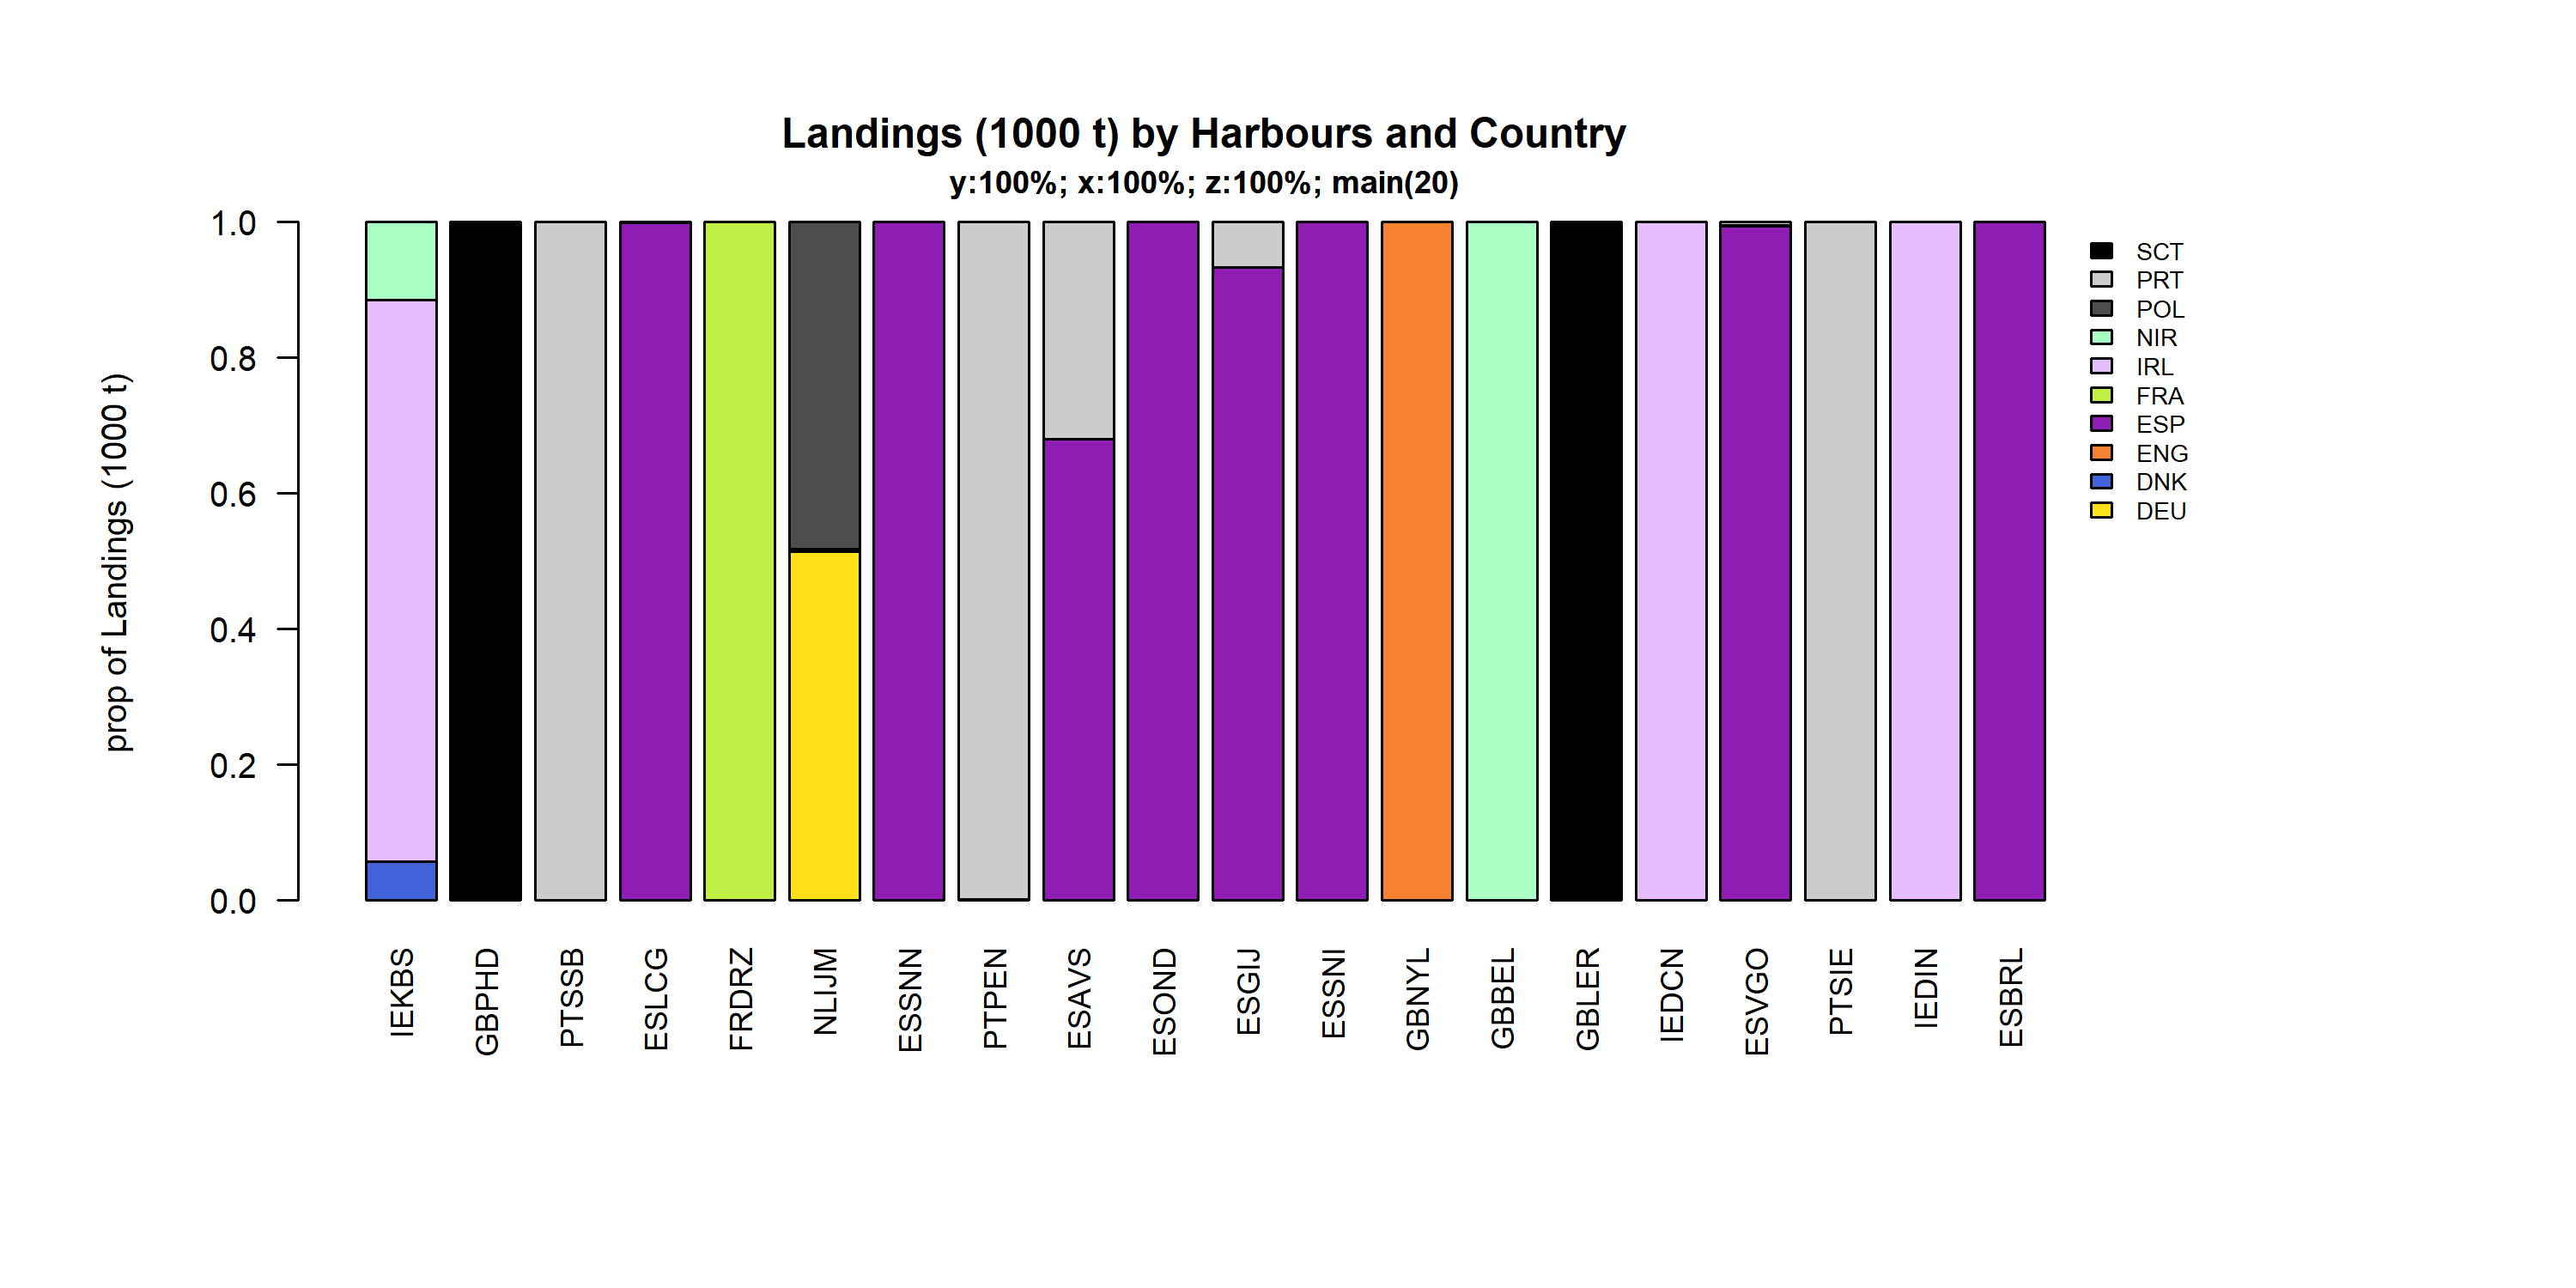 Landings (1000 t) by Harbours and Country
y:100%; x:100%; z:100%; main(20)
prop of Landings (1000 t)
1.0
0.8
0.6
0.4
0.2
0.0
IEKBS
GBPHD
PTSSB
ESLCG
FRDRZ
NLIJM
ESSNN
PTPEN
ESAVS
ESOND
ESGIJ
ESSNI
GBNYL
GBBEL
GBLER
IEDCN
ESVGO
PTSIE
IEDIN
ESBRL
SCT
PRT
POL
NIR
IRL
FRA
ESP
ENG
DNK
DEU